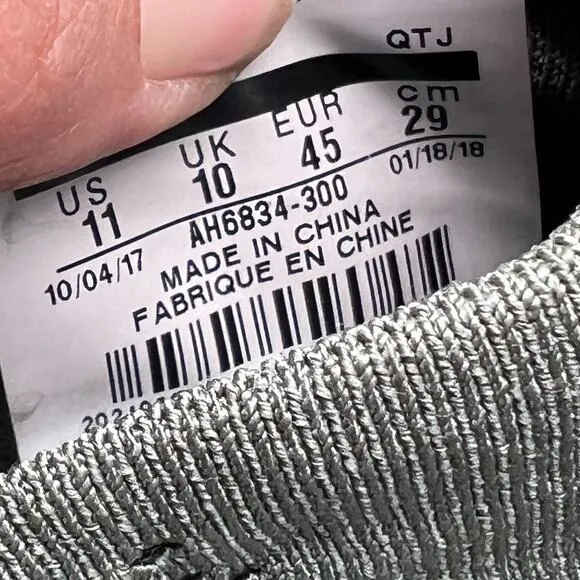 QTJ
US UK EUR cm
11 10 45 29
10/04/17 AH6834-300 01/18/18
MADE IN CHINA
FABRIQUE EN CHINE